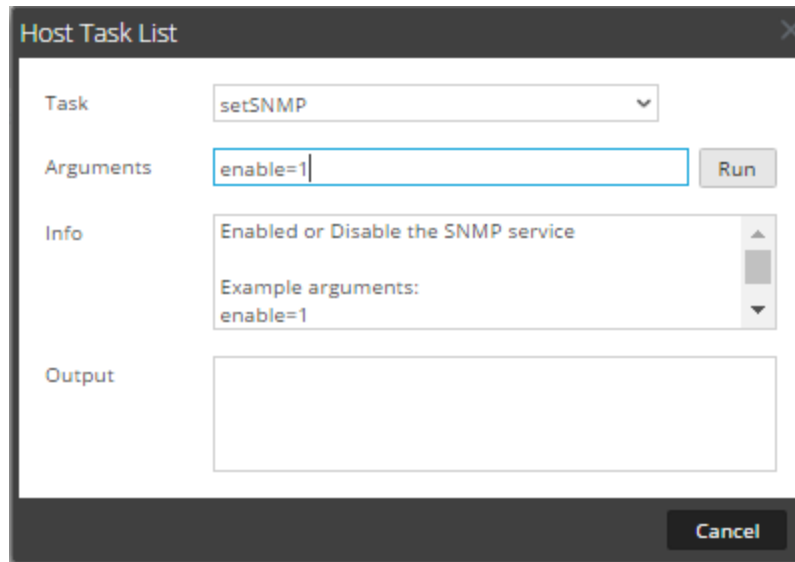 Host Task List
Task
setSNMP
Arguments
enable=1
Run
Info
Enabled or Disable the SNMP service
Example arguments:
enable=1
Output
Cancel